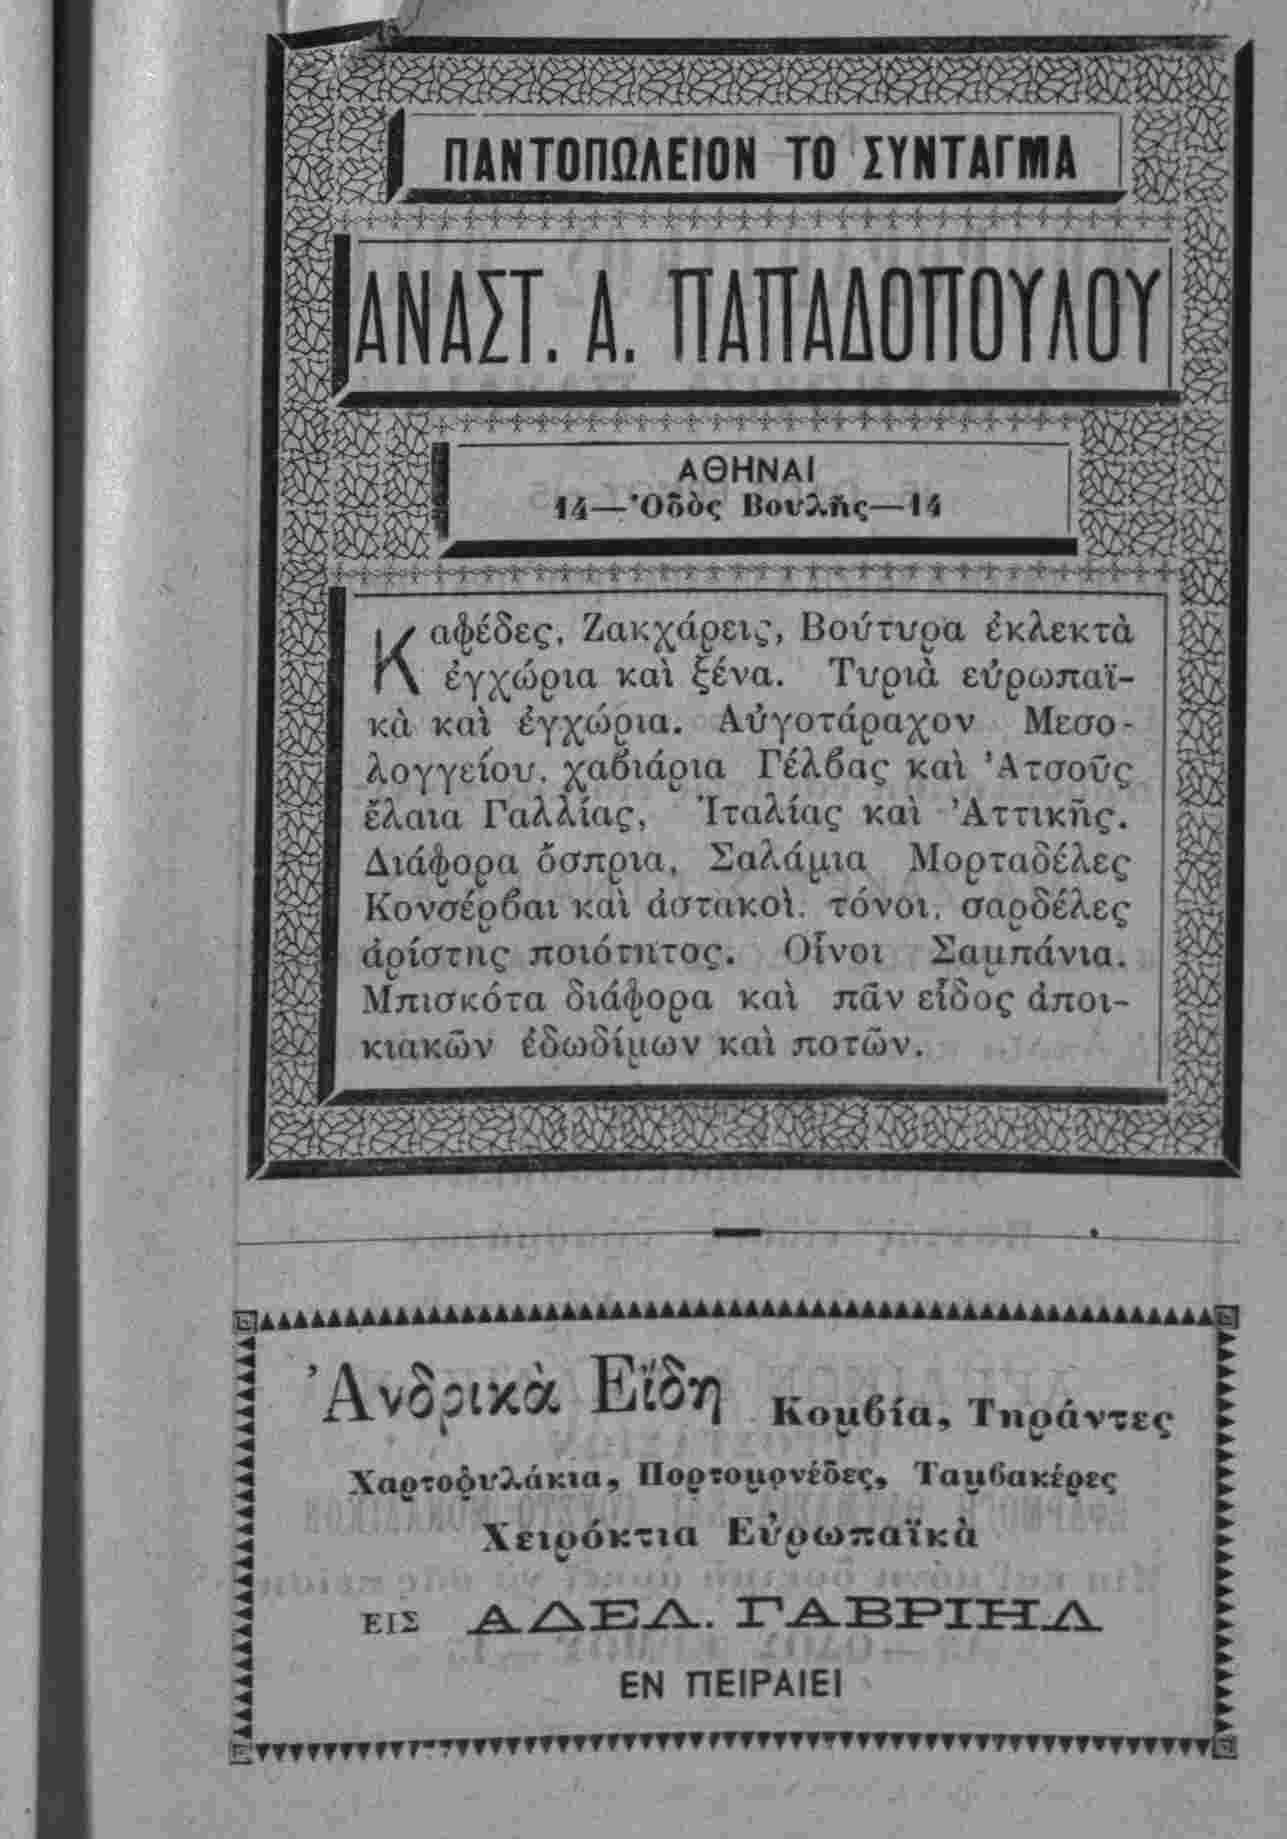 ΠΑΝΤΟΠΩΛΕΙΟΝ ΤΟ ΣΥΝΤΑΓΜΑ
ΑΝΑΣΤ. Α. ΠΑΠΑΔΟΠΟΥΛΟΥ
ΑΘΗΝΑΙ
14—Ὁδὸς Βουλῆς—14
Καφέδες, Ζακχάρεις, Βούτυρα ἐκλεκτὰ
ἐγχώρια καὶ ξένα. Τυριὰ εὐρωπαϊ-
κὰ καὶ ἐγχώρια. Αὐγοτάραχον Μεσο-
λογγείου, χαβιάρια Γέλβας καὶ Ἀτσοῦς
ἔλαια Γαλλίας, Ἰταλίας καὶ Ἀττικῆς.
Διάφορα ὄσπρια, Σαλάμια Μορταδέλες
Κονσέρβαι καὶ ἀστακοὶ, τόνοι, σαρδέλες
ἀρίστης ποιότητος. Οἶνοι Σαμπάνια.
Μπισκότα διάφορα καὶ πᾶν εἶδος ἀποι-
κιακῶν ἐδωδίμων καὶ ποτῶν.
Ἀνδρικὰ Εἴδη Κομβία, Τηράντες
Χαρτοφυλάκια, Πορτομονέδες, Ταμβακέρες
Χειρόκτια Εὐρωπαϊκὰ
ΕΙΣ ΑΔΕΛ. ΓΑΒΡΙΗΛ
ΕΝ ΠΕΙΡΑΙΕΙ